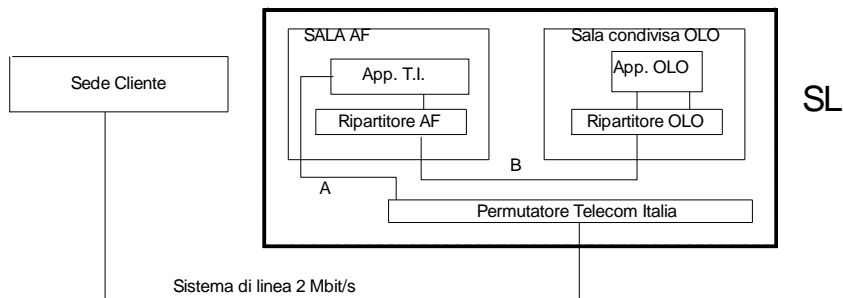 SALA AF
Sala condivisa OLO
App. T.I.
App. OLO
Sede Cliente
SL
Ripartitore AF
Ripartitore OLO
B
A
Permutatore Telecom Italia
Sistema di linea 2 Mbit/s